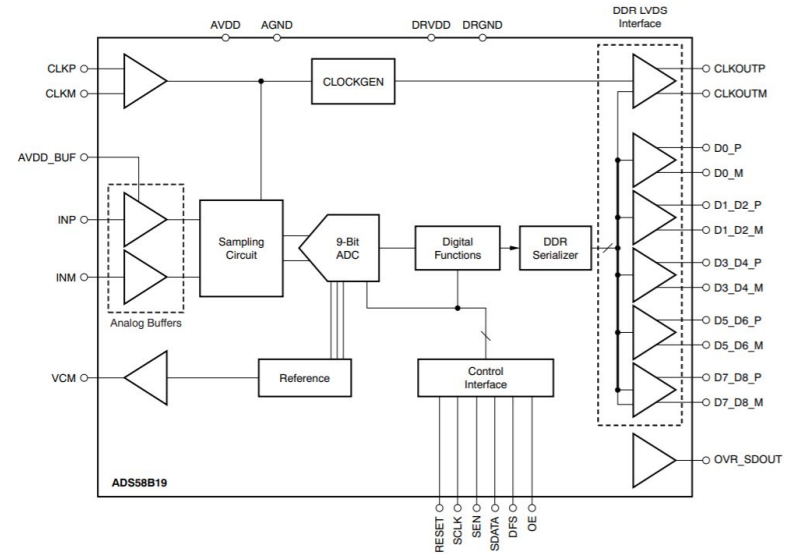 DDR LVDS
Interface
AVDD
AGND
DRVDD
DRGND
CLKP
CLKM
CLOCKGEN
CLKOUTP
CLKOUTM
AVDD_BUF
D0_P
D0_M
INP
INM
Analog Buffers
Sampling
Circuit
9-Bit
ADC
Digital
Functions
DDR
Serializer
D1_D2_P
D1_D2_M
D3_D4_P
D3_D4_M
D5_D6_P
D5_D6_M
VCM
Reference
Control
Interface
D7_D8_P
D7_D8_M
OVR_SDOUT
ADS58B19
RESET
SCLK
SEN
SDATA
DFS
OE